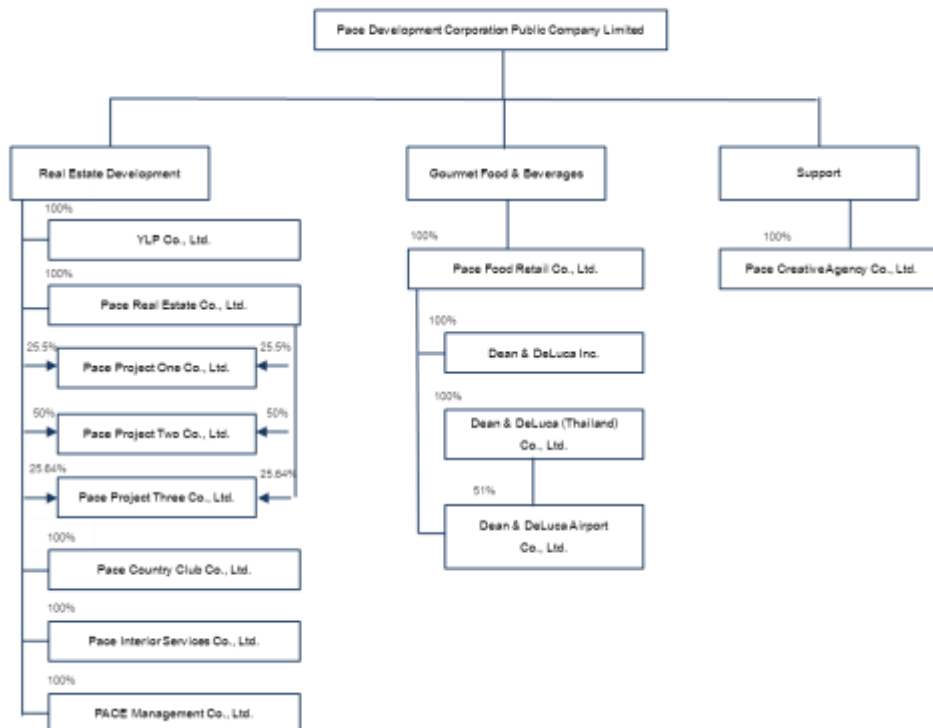 Pace Development Corporation Public Company Limited
Real Estate Development
Gourmet Food & Beverages
Support
100%
YLP Co., Ltd.
100%
Pace Real Estate Co., Ltd.
25.5%
25.5%
Pace Project One Co., Ltd.
50%
50%
Pace Project Two Co., Ltd.
25.64%
25.64%
Pace Project Three Co., Ltd.
100%
Pace Country Club Co., Ltd.
100%
Pace Interior Services Co., Ltd.
100%
PACE Management Co., Ltd.
100%
Pace Food Retail Co., Ltd.
100%
Dean & DeLuca Inc.
100%
Dean & DeLuca (Thailand)
Co., Ltd.
51%
Dean & DeLuca Airport
Co., Ltd.
100%
Pace Creative Agency Co., Ltd.